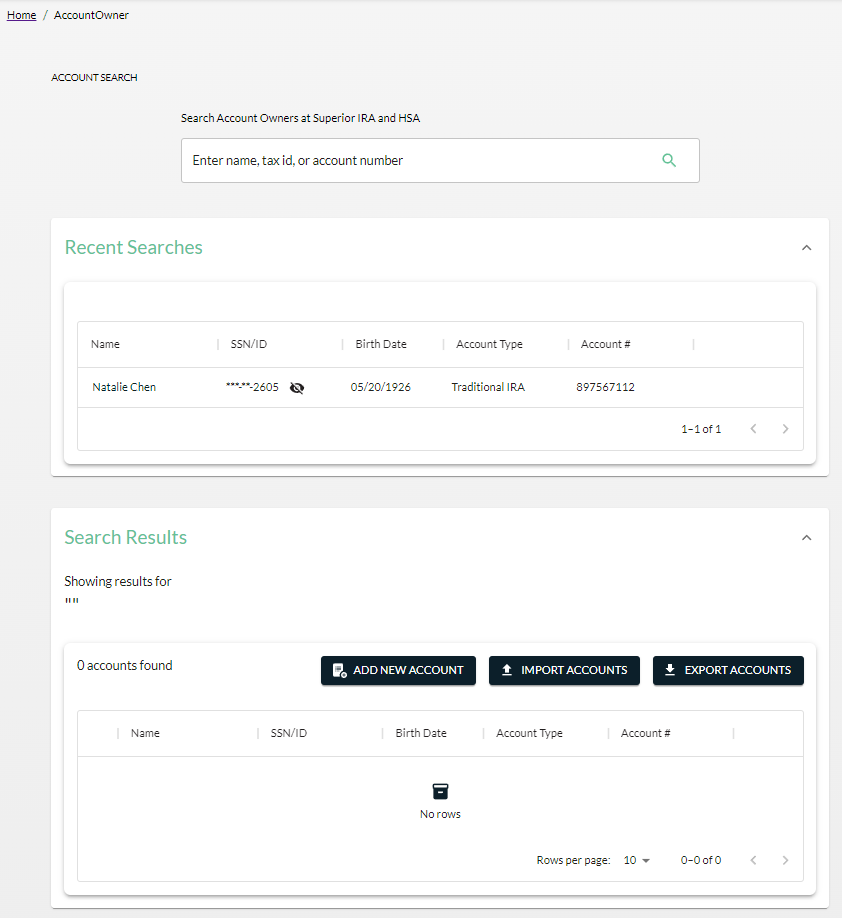 Home / AccountOwner
ACCOUNT SEARCH
Search Account Owners at Superior IRA and HSA
Enter name, tax id, or account number
Recent Searches
Name SSN/ID Birth Date Account Type Account #
Natalie Chen ***-**-2605 05/20/1926 Traditional IRA 897567112
1–1 of 1
Search Results
Showing results for
""
0 accounts found ADD NEW ACCOUNT IMPORT ACCOUNTS EXPORT ACCOUNTS
Name SSN/ID Birth Date Account Type Account #
No rows
Rows per page: 10 0–0 of 0